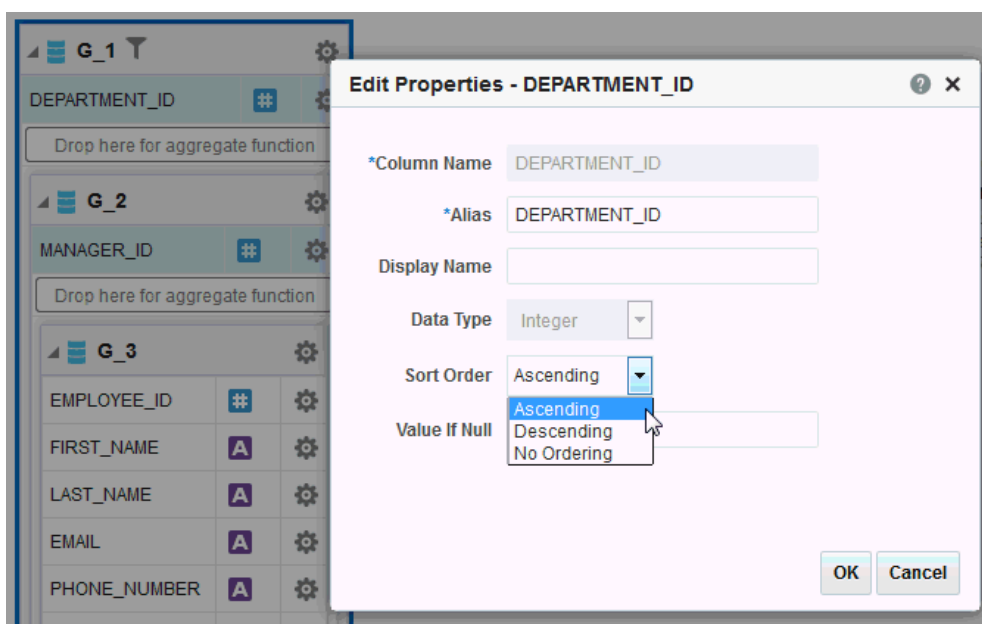 G_1
DEPARTMENT_ID #
Drop here for aggregate function
G_2
MANAGER_ID #
Drop here for aggregate function
G_3
EMPLOYEE_ID #
FIRST_NAME A
LAST_NAME A
EMAIL A
PHONE_NUMBER A
Edit Properties - DEPARTMENT_ID ?
*Column Name DEPARTMENT_ID
*Alias DEPARTMENT_ID
Display Name
Data Type Integer
Sort Order Ascending
Ascending
Descending
No Ordering
Value If Null
OK Cancel